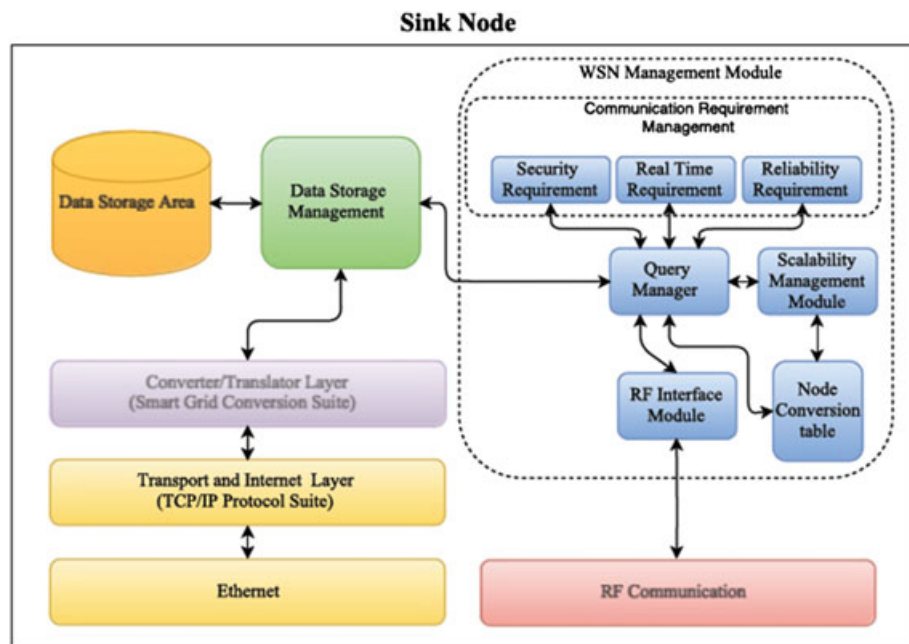 Sink Node
WSN Management Module
Communication Requirement
Management
Security
Requirement
Real Time
Requirement
Reliability
Requirement
Data Storage Area
Data Storage
Management
Query
Manager
Scalability
Management
Module
Converter/Translator Layer
(Smart Grid Conversion Suite)
RF Interface
Module
Node
Conversion
table
Transport and Internet Layer
(TCP/IP Protocol Suite)
Ethernet
RF Communication